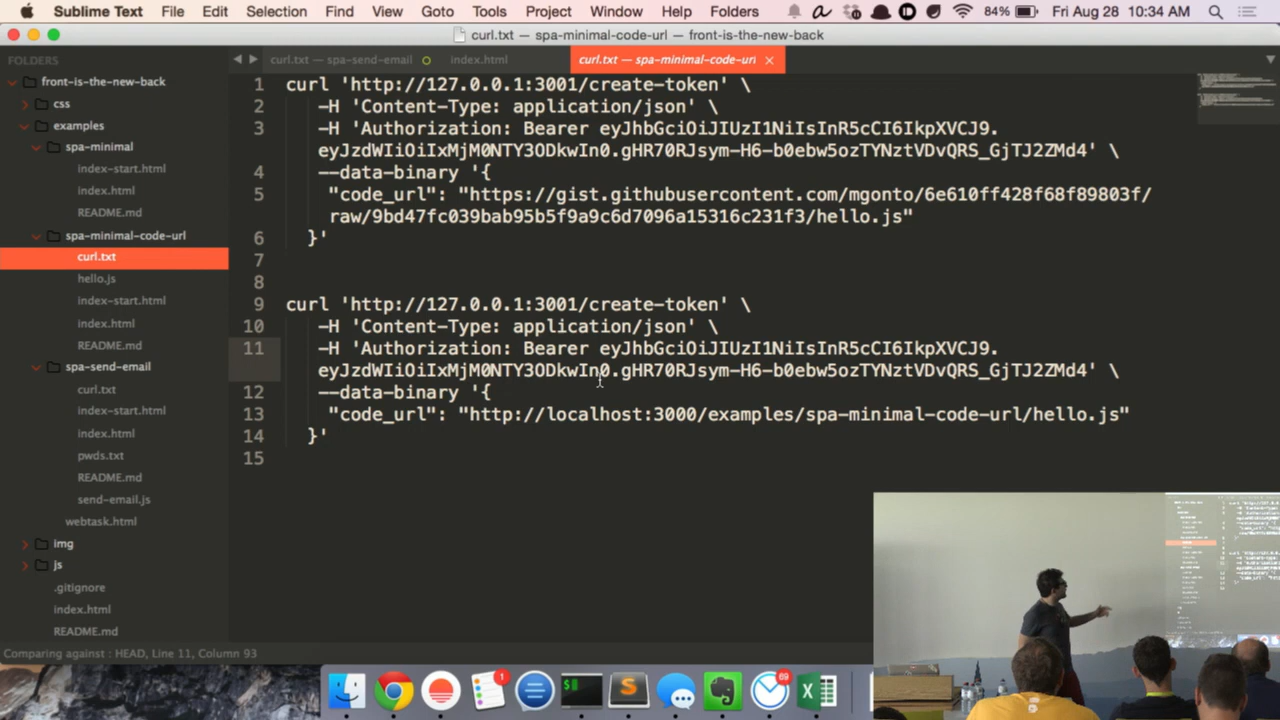 Sublime Text File Edit Selection Find View Goto Tools Project Window Help Folders 84% Fri Aug 28 10:34 AM
curl.txt — spa-minimal-code-url — front-is-the-new-back
FOLDERS
front-is-the-new-back
css
examples
spa-minimal
index-start.html
index.html
README.md
spa-minimal-code-url
curl.txt
hello.js
index-start.html
index.html
README.md
spa-send-email
curl.txt
index-start.html
index.html
pwds.txt
README.md
send-email.js
webtask.html
img
js
.gitignore
index.html
README.md
curl.txt — spa-send-email index.html curl.txt — spa-minimal-code-url ×
1 curl 'http://127.0.0.1:3001/create-token' \
2 -H 'Content-Type: application/json' \
3 -H 'Authorization: Bearer eyJhbGciOiJIUzI1NiIsInR5cCI6IkpXVCJ9.
eyJzdWIiOiIxMjM0NTY3ODkwIn0.gHR70RJsym-H6-b0ebw5ozTYNztVDvQRS_GjTJ2ZMd4' \
4 --data-binary '{
5 "code_url": "https://gist.githubusercontent.com/mgonto/6e610ff428f68f89803f/
raw/9bd47fc039bab95b5f9a9c6d7096a15316c231f3/hello.js"
6 }'
7
8
9 curl 'http://127.0.0.1:3001/create-token' \
10 -H 'Content-Type: application/json' \
11 -H 'Authorization: Bearer eyJhbGciOiJIUzI1NiIsInR5cCI6IkpXVCJ9.
eyJzdWIiOiIxMjM0NTY3ODkwIn0.gHR70RJsym-H6-b0ebw5ozTYNztVDvQRS_GjTJ2ZMd4' \
12 --data-binary '{
13 "code_url": "http://localhost:3000/examples/spa-minimal-code-url/hello.js"
14 }'
15
Comparing against : HEAD, Line 11, Column 93
1
69